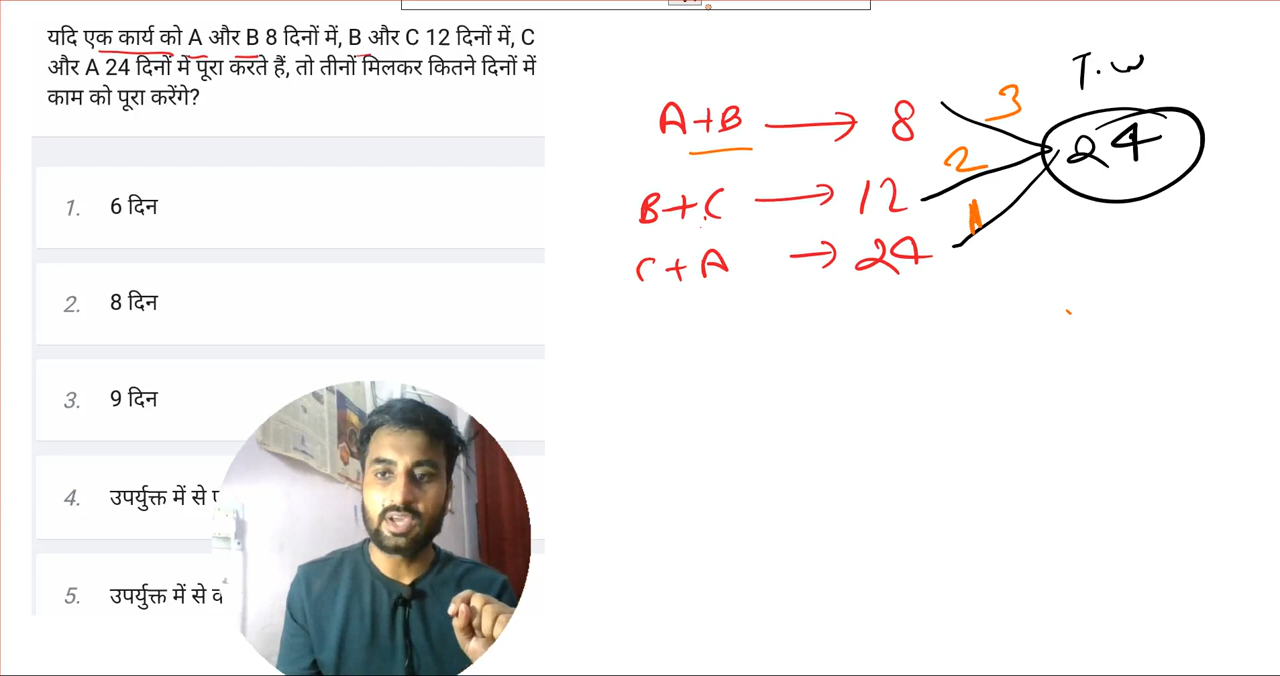 यदि एक कार्य को A और B 8 दिनों में, B और C 12 दिनों में, C
और A 24 दिनों में पूरा करते हैं, तो तीनों मिलकर कितने दिनों में
काम को पूरा करेंगे?
1. 6 दिन
2. 8 दिन
3. 9 दिन
4. उपर्युक्त में से
5. उपर्युक्त में से
T.W
A+B → 8 3
24
B+C → 12 2
C+A → 24 1